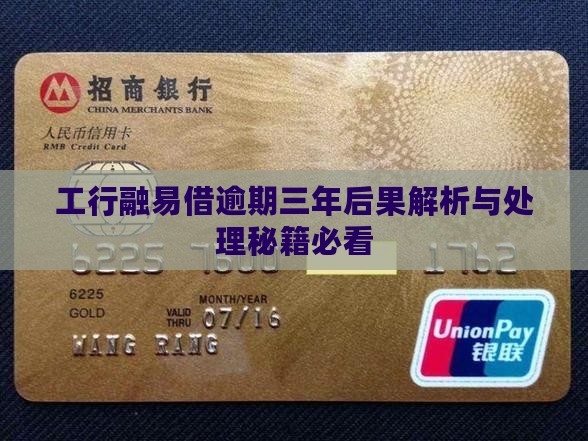 招商銀行
CHINA MERCHANTS BANK
人民币信用卡
RMB Credit Card
工行融易借逾期三年后果解析与处
理秘籍必看
6225
1762
6225
MONTH/YEAR
GOLD
VALID
THRU
07/16
WANG RANG
UnionPay
银联